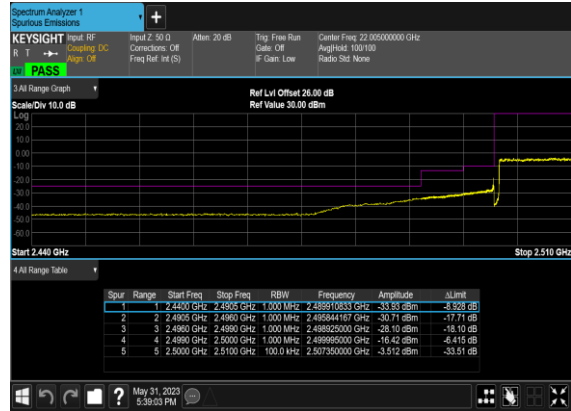 Spectrum Analyzer 1
Spurious Emissions
+
KEYSIGHT Input: RF
R T Coupling: DC
Align: Off
LXI PASS
Input Z: 50 Ω
Corrections: Off
Freq Ref: Int (S)
Atten: 20 dB
Trig: Free Run
Gate: Off
IF Gain: Low
Center Freq: 22.005000000 GHz
Avg|Hold: 100/100
Radio Std: None
3 All Range Graph
Scale/Div 10.0 dB
Ref Lvl Offset 26.00 dB
Ref Value 30.00 dBm
Log
20.0
10.0
0.00
-10.0
-20.0
-30.0
-40.0
-50.0
-60.0
Start 2.440 GHz
Stop 2.510 GHz
4 All Range Table
Spur Range Start Freq Stop Freq RBW Frequency Amplitude ΔLimit
1 1 2.4400 GHz 2.4905 GHz 1.000 MHz 2.489910833 GHz -33.93 dBm -8.928 dB
2 2 2.4905 GHz 2.4960 GHz 1.000 MHz 2.495844167 GHz -30.71 dBm -17.71 dB
3 3 2.4960 GHz 2.4990 GHz 1.000 MHz 2.498925000 GHz -28.10 dBm -18.10 dB
4 4 2.4990 GHz 2.5000 GHz 1.000 MHz 2.499995000 GHz -16.42 dBm -6.415 dB
5 5 2.5000 GHz 2.5100 GHz 100.0 kHz 2.507350000 GHz -3.512 dBm -33.51 dB
?
May 31, 2023
5:39:03 PM